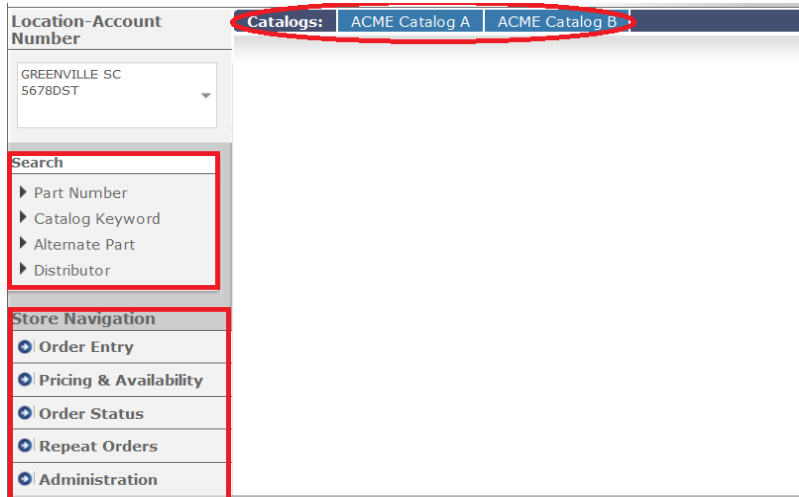 Location-Account
Number
Catalogs: ACME Catalog A ACME Catalog B
GREENVILLE SC
5678DST
Search
Part Number
Catalog Keyword
Alternate Part
Distributor
Store Navigation
Order Entry
Pricing & Availability
Order Status
Repeat Orders
Administration